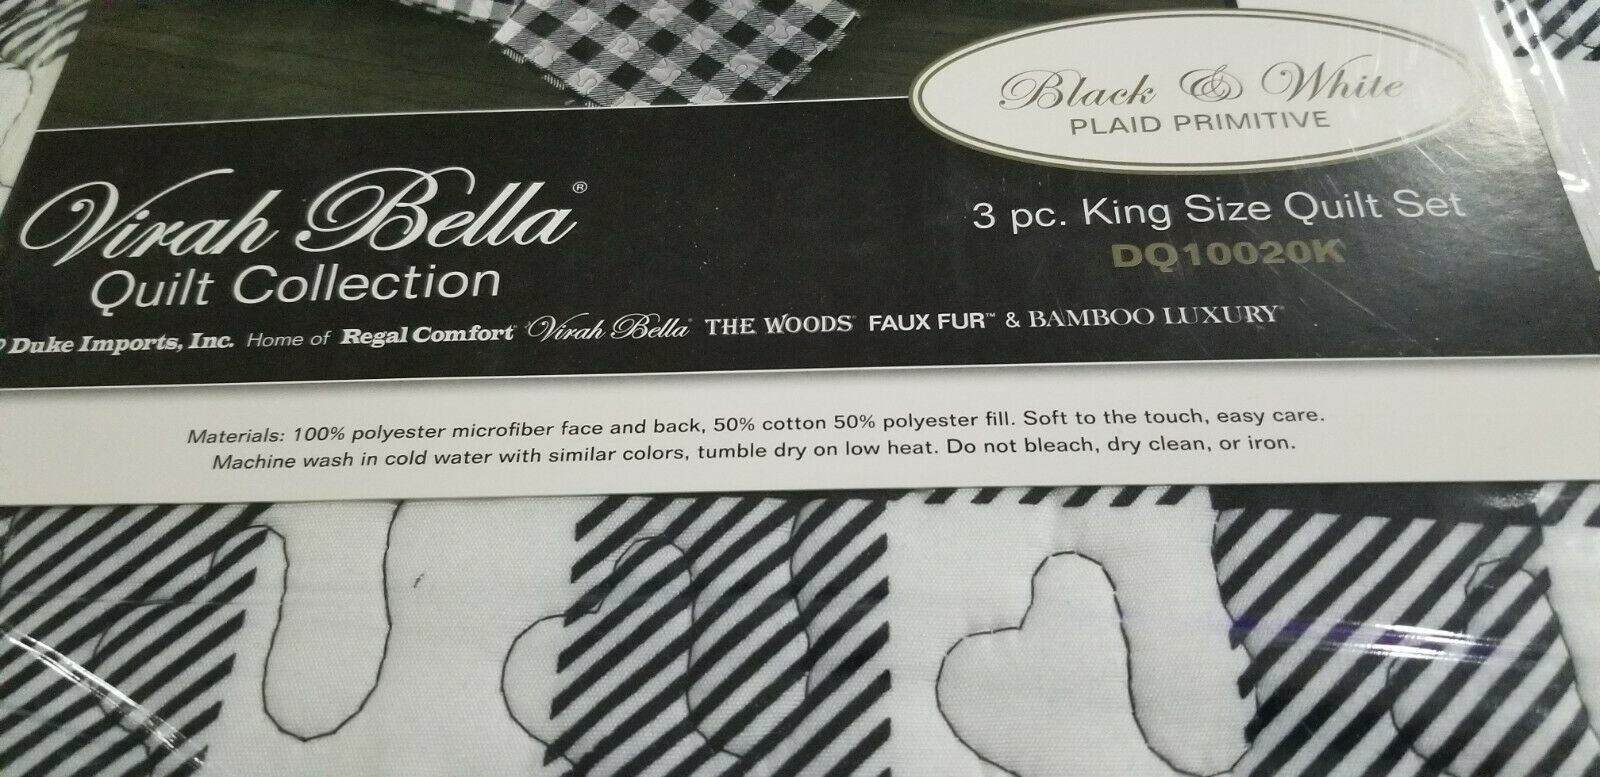 Black & White
PLAID PRIMITIVE
Virah Bella®
Quilt Collection
3 pc. King Size Quilt Set
DQ10020K
Duke Imports, Inc. Home of Regal Comfort Virah Bella THE WOODS FAUX FUR™ & BAMBOO LUXURY
Materials: 100% polyester microfiber face and back, 50% cotton 50% polyester fill. Soft to the touch, easy care.
Machine wash in cold water with similar colors, tumble dry on low heat. Do not bleach, dry clean, or iron.